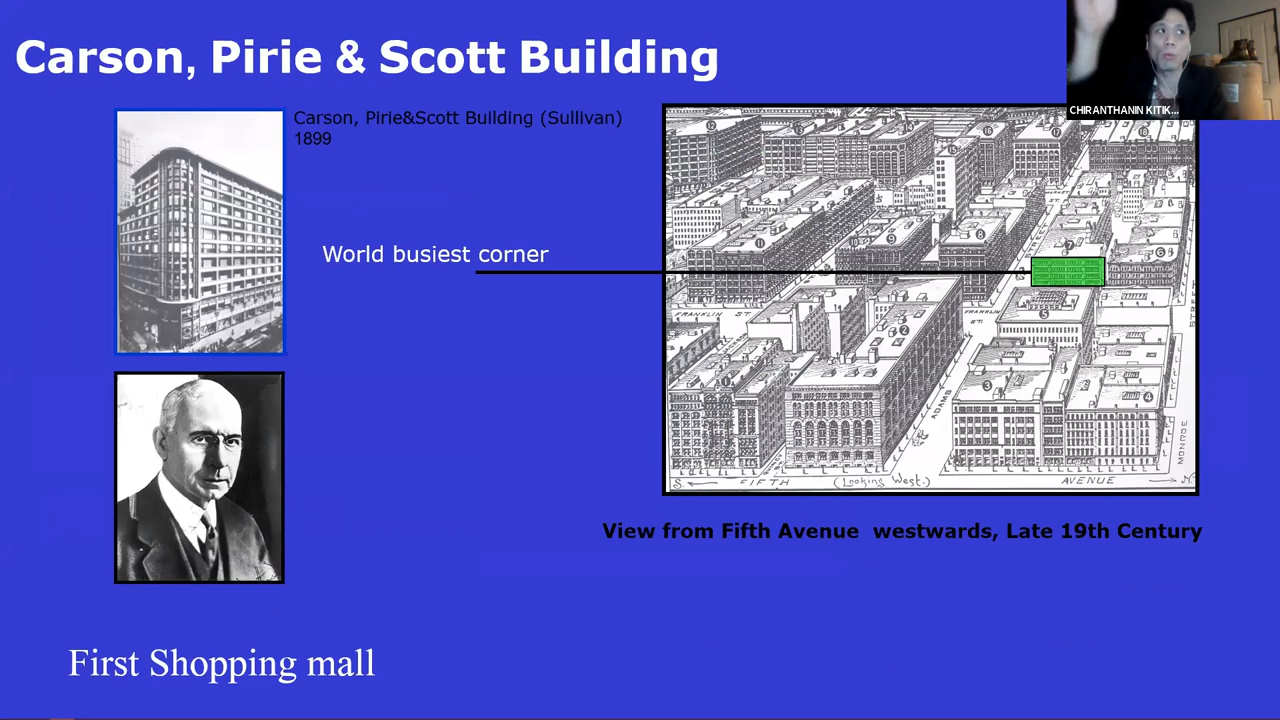 Carson, Pirie & Scott Building
CHIRANTHANIN KITIK...
Carson, Pirie&Scott Building (Sullivan)
1899
World busiest corner
FRANKLIN ST.
FRANKLIN
ST.
ADAMS
STREET
MONROE
S. FIFTH (Looking West.) AVENUE N.
View from Fifth Avenue westwards, Late 19th Century
First Shopping mall